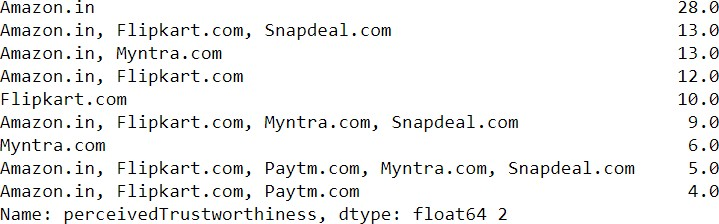 Amazon.in 28.0
Amazon.in, Flipkart.com, Snapdeal.com 13.0
Amazon.in, Myntra.com 13.0
Amazon.in, Flipkart.com 12.0
Flipkart.com 10.0
Amazon.in, Flipkart.com, Myntra.com, Snapdeal.com 9.0
Myntra.com 6.0
Amazon.in, Flipkart.com, Paytm.com, Myntra.com, Snapdeal.com 5.0
Amazon.in, Flipkart.com, Paytm.com 4.0
Name: perceivedTrustworthiness, dtype: float64 2